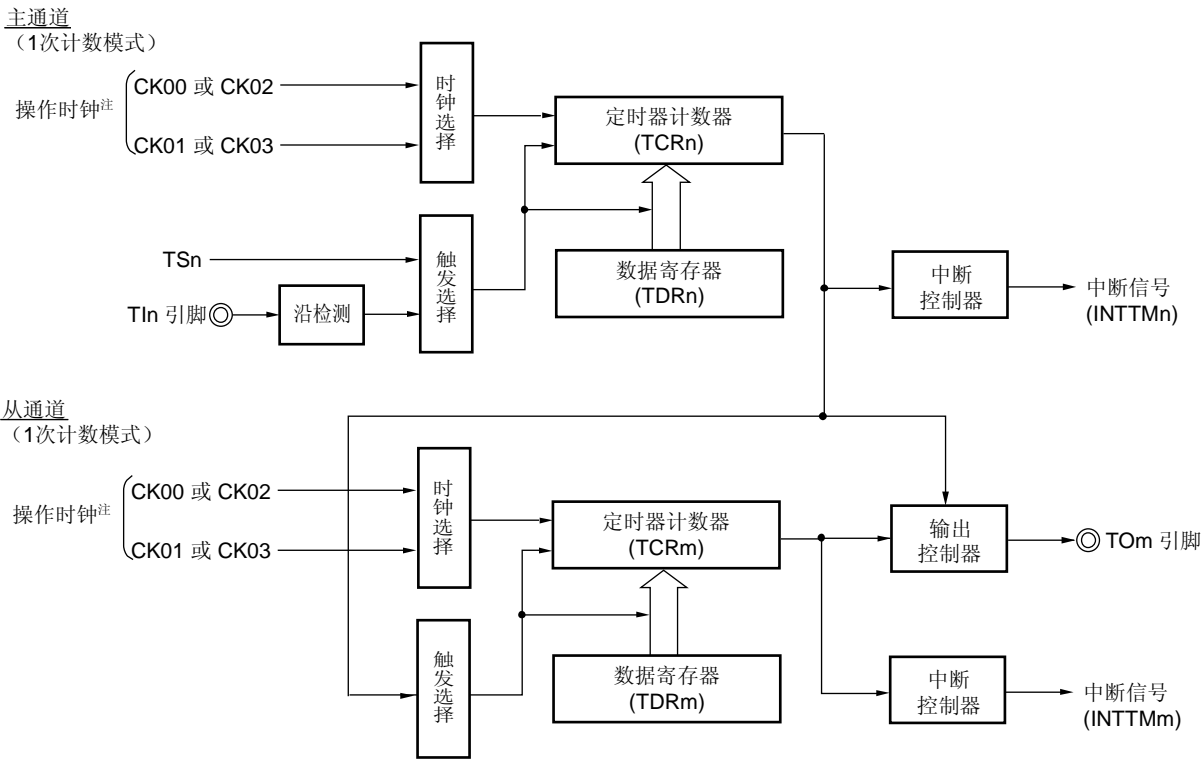 主通道
（1次计数模式）
操作时钟注
CK00 或 CK02
CK01 或 CK03
时钟选择
定时器计数器
(TCRn)
TSn
TIn 引脚
沿检测
触发选择
数据寄存器
(TDRn)
中断
控制器
中断信号
(INTTMn)
从通道
（1次计数模式）
操作时钟注
CK00 或 CK02
CK01 或 CK03
时钟选择
定时器计数器
(TCRm)
输出
控制器
TOm 引脚
触发选择
数据寄存器
(TDRm)
中断
控制器
中断信号
(INTTMm)